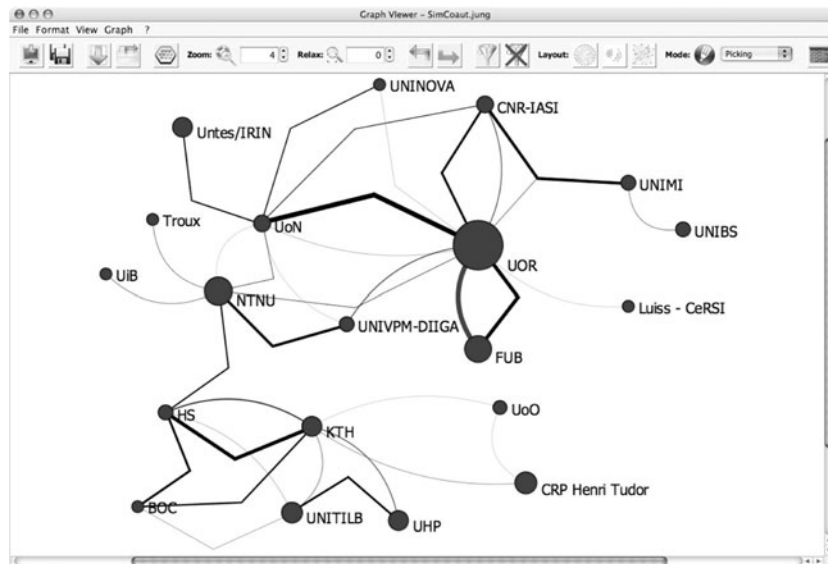 Graph Viewer – SimCoaut.jung
File Format View Graph ?
Zoom: 4 Relax: 0 Layout: Mode: Picking
UNINOVA
CNR-IASI
Untes/IRIN
UNIMI
Troux
UoN
UNIBS
UOR
UiB
NTNU
Luiss - CeRSI
UNIVPM-DIIGA
FUB
HS
UoO
KTH
CRP Henri Tudor
BOC
UNITILB
UHP